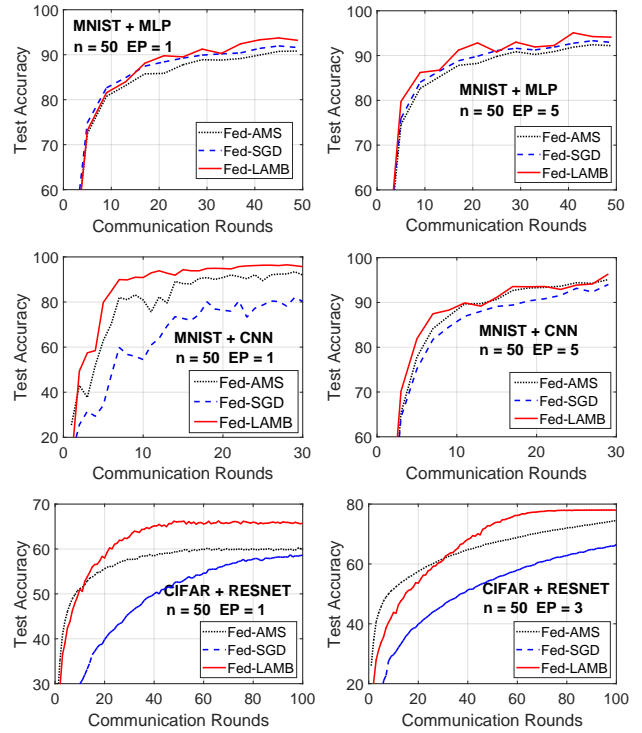 100
90
80
70
60
Test Accuracy
MNIST + MLP
n = 50 EP = 1
Fed-AMS
Fed-SGD
Fed-LAMB
0 10 20 30 40 50
Communication Rounds
100
90
80
70
60
Test Accuracy
MNIST + MLP
n = 50 EP = 5
Fed-AMS
Fed-SGD
Fed-LAMB
0 10 20 30 40 50
Communication Rounds
100
80
60
40
20
Test Accuracy
MNIST + CNN
n = 50 EP = 1
Fed-AMS
Fed-SGD
Fed-LAMB
0 10 20 30
Communication Rounds
100
90
80
70
60
Test Accuracy
MNIST + CNN
n = 50 EP = 5
Fed-AMS
Fed-SGD
Fed-LAMB
0 10 20 30
Communication Rounds
70
60
50
40
30
Test Accuracy
CIFAR + RESNET
n = 50 EP = 1
Fed-AMS
Fed-SGD
Fed-LAMB
0 20 40 60 80 100
Communication Rounds
80
60
40
20
Test Accuracy
CIFAR + RESNET
n = 50 EP = 3
Fed-AMS
Fed-SGD
Fed-LAMB
0 20 40 60 80 100
Communication Rounds